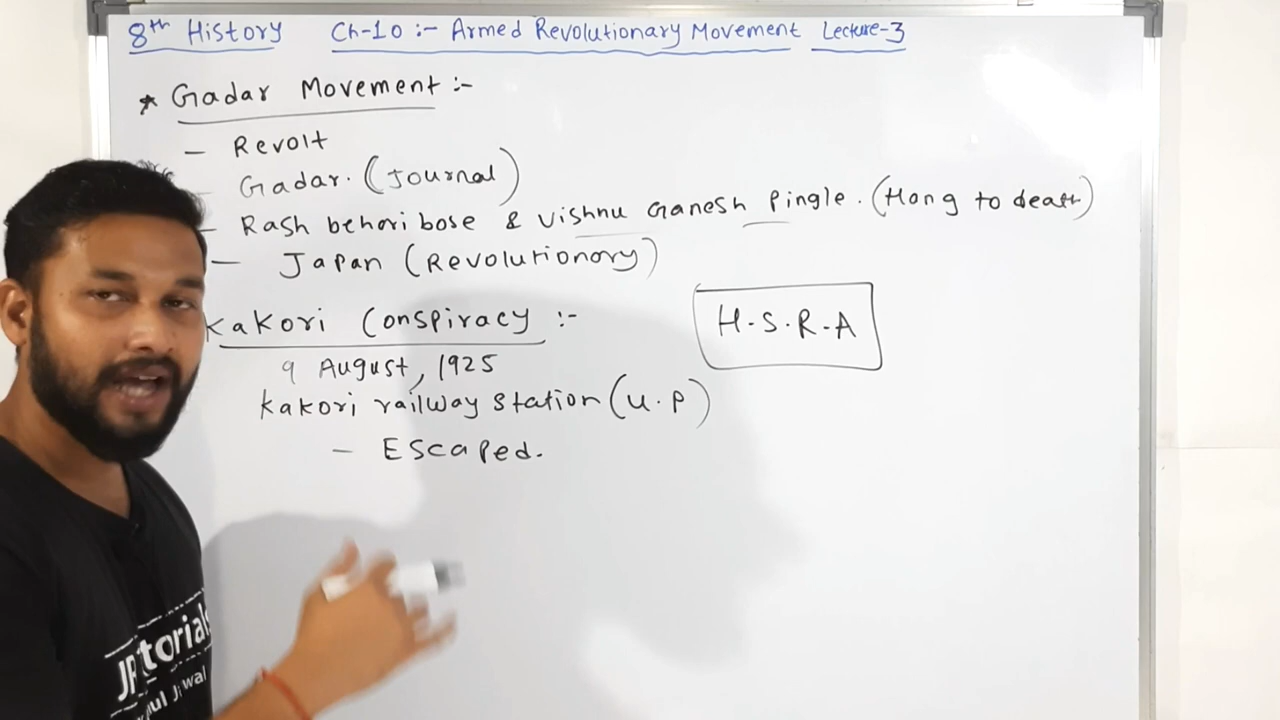 8th History Ch-10 :- Armed Revolutionary Movement Lecture-3
* Gadar Movement :-
- Revolt
- Gadar. (Journal)
- Rash behari bose & Vishnu Ganesh Pingle. (Hang to death)
- Japan (Revolutionary)
Kakori Conspiracy :-
H.S.R.A
9 August, 1925
Kakori railway station (U.P)
- Escaped.